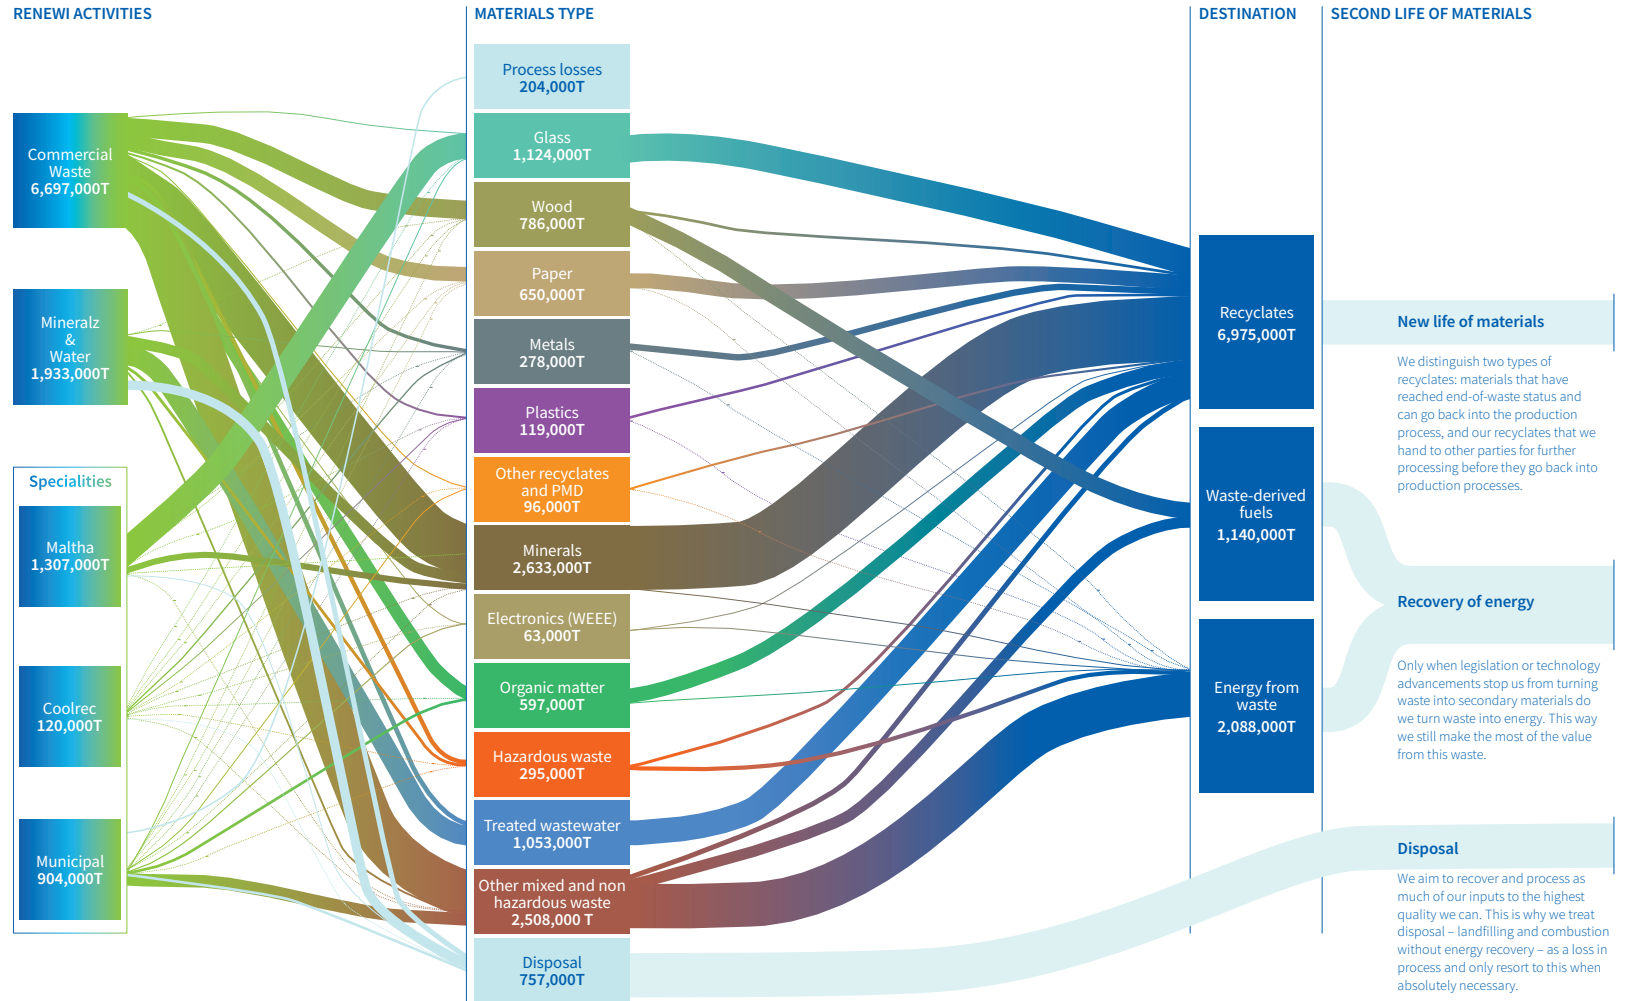 RENEWI ACTIVITIES
MATERIALS TYPE
DESTINATION
SECOND LIFE OF MATERIALS
Commercial
Waste
6,697,000T
Mineralz
&
Water
1,933,000T
Specialities
Maltha
1,307,000T
Coolrec
120,000T
Municipal
904,000T
Process losses
204,000T
Glass
1,124,000T
Wood
786,000T
Paper
650,000T
Metals
278,000T
Plastics
119,000T
Other recyclates
and PMD
96,000T
Minerals
2,633,000T
Electronics (WEEE)
63,000T
Organic matter
597,000T
Hazardous waste
295,000T
Treated wastewater
1,053,000T
Other mixed and non
hazardous waste
2,508,000 T
Disposal
757,000T
Recyclates
6,975,000T
Waste-derived
fuels
1,140,000T
Energy from
waste
2,088,000T
New life of materials
We distinguish two types of
recyclates: materials that have
reached end-of-waste status and
can go back into the production
process, and our recyclates that we
hand to other parties for further
processing before they go back into
production processes.
Recovery of energy
Only when legislation or technology
advancements stop us from turning
waste into secondary materials do
we turn waste into energy. This way
we still make the most of the value
from this waste.
Disposal
We aim to recover and process as
much of our inputs to the highest
quality we can. This is why we treat
disposal – landfilling and combustion
without energy recovery – as a loss in
process and only resort to this when
absolutely necessary.